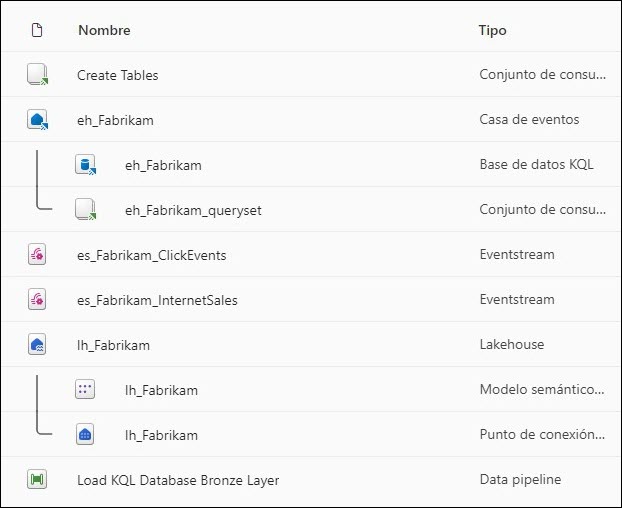 Nombre Tipo
Create Tables Conjunto de consu...
eh_Fabrikam Casa de eventos
eh_Fabrikam Base de datos KQL
eh_Fabrikam_queryset Conjunto de consu...
es_Fabrikam_ClickEvents Eventstream
es_Fabrikam_InternetSales Eventstream
lh_Fabrikam Lakehouse
lh_Fabrikam Modelo semántico...
lh_Fabrikam Punto de conexión...
Load KQL Database Bronze Layer Data pipeline